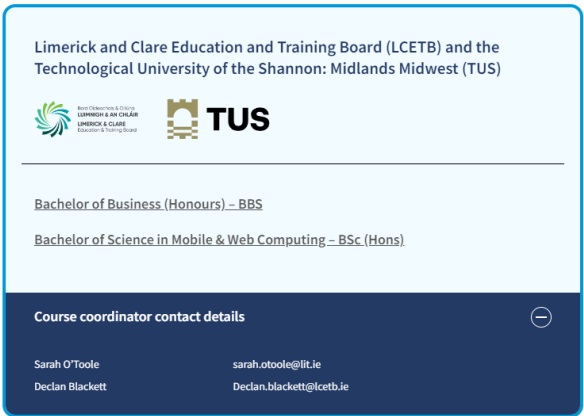 Limerick and Clare Education and Training Board (LCETB) and the
Technological University of the Shannon: Midlands Midwest (TUS)
Bord Oideachais & Oiliúna
LUIMNIGH & AN CHLÁIR
LIMERICK & CLARE
Education & Training Board
TUS
Bachelor of Business (Honours) – BBS
Bachelor of Science in Mobile & Web Computing – BSc (Hons)
Course coordinator contact details
Sarah O'Toole sarah.otoole@lit.ie
Declan Blackett Declan.blackett@lcetb.ie